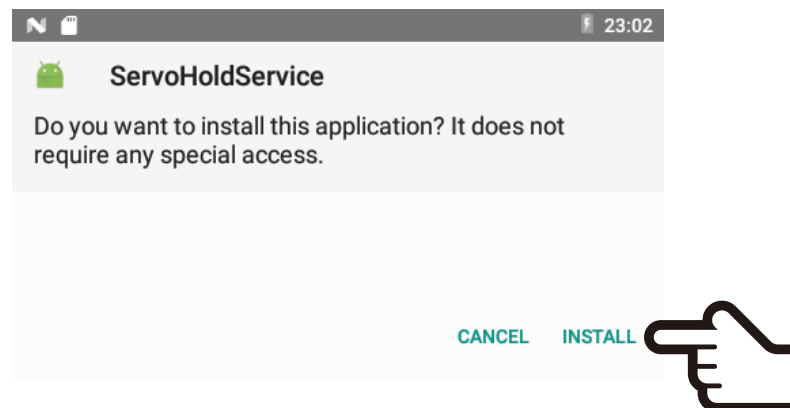 23:02
ServoHoldService
Do you want to install this application? It does not
require any special access.
CANCEL INSTALL